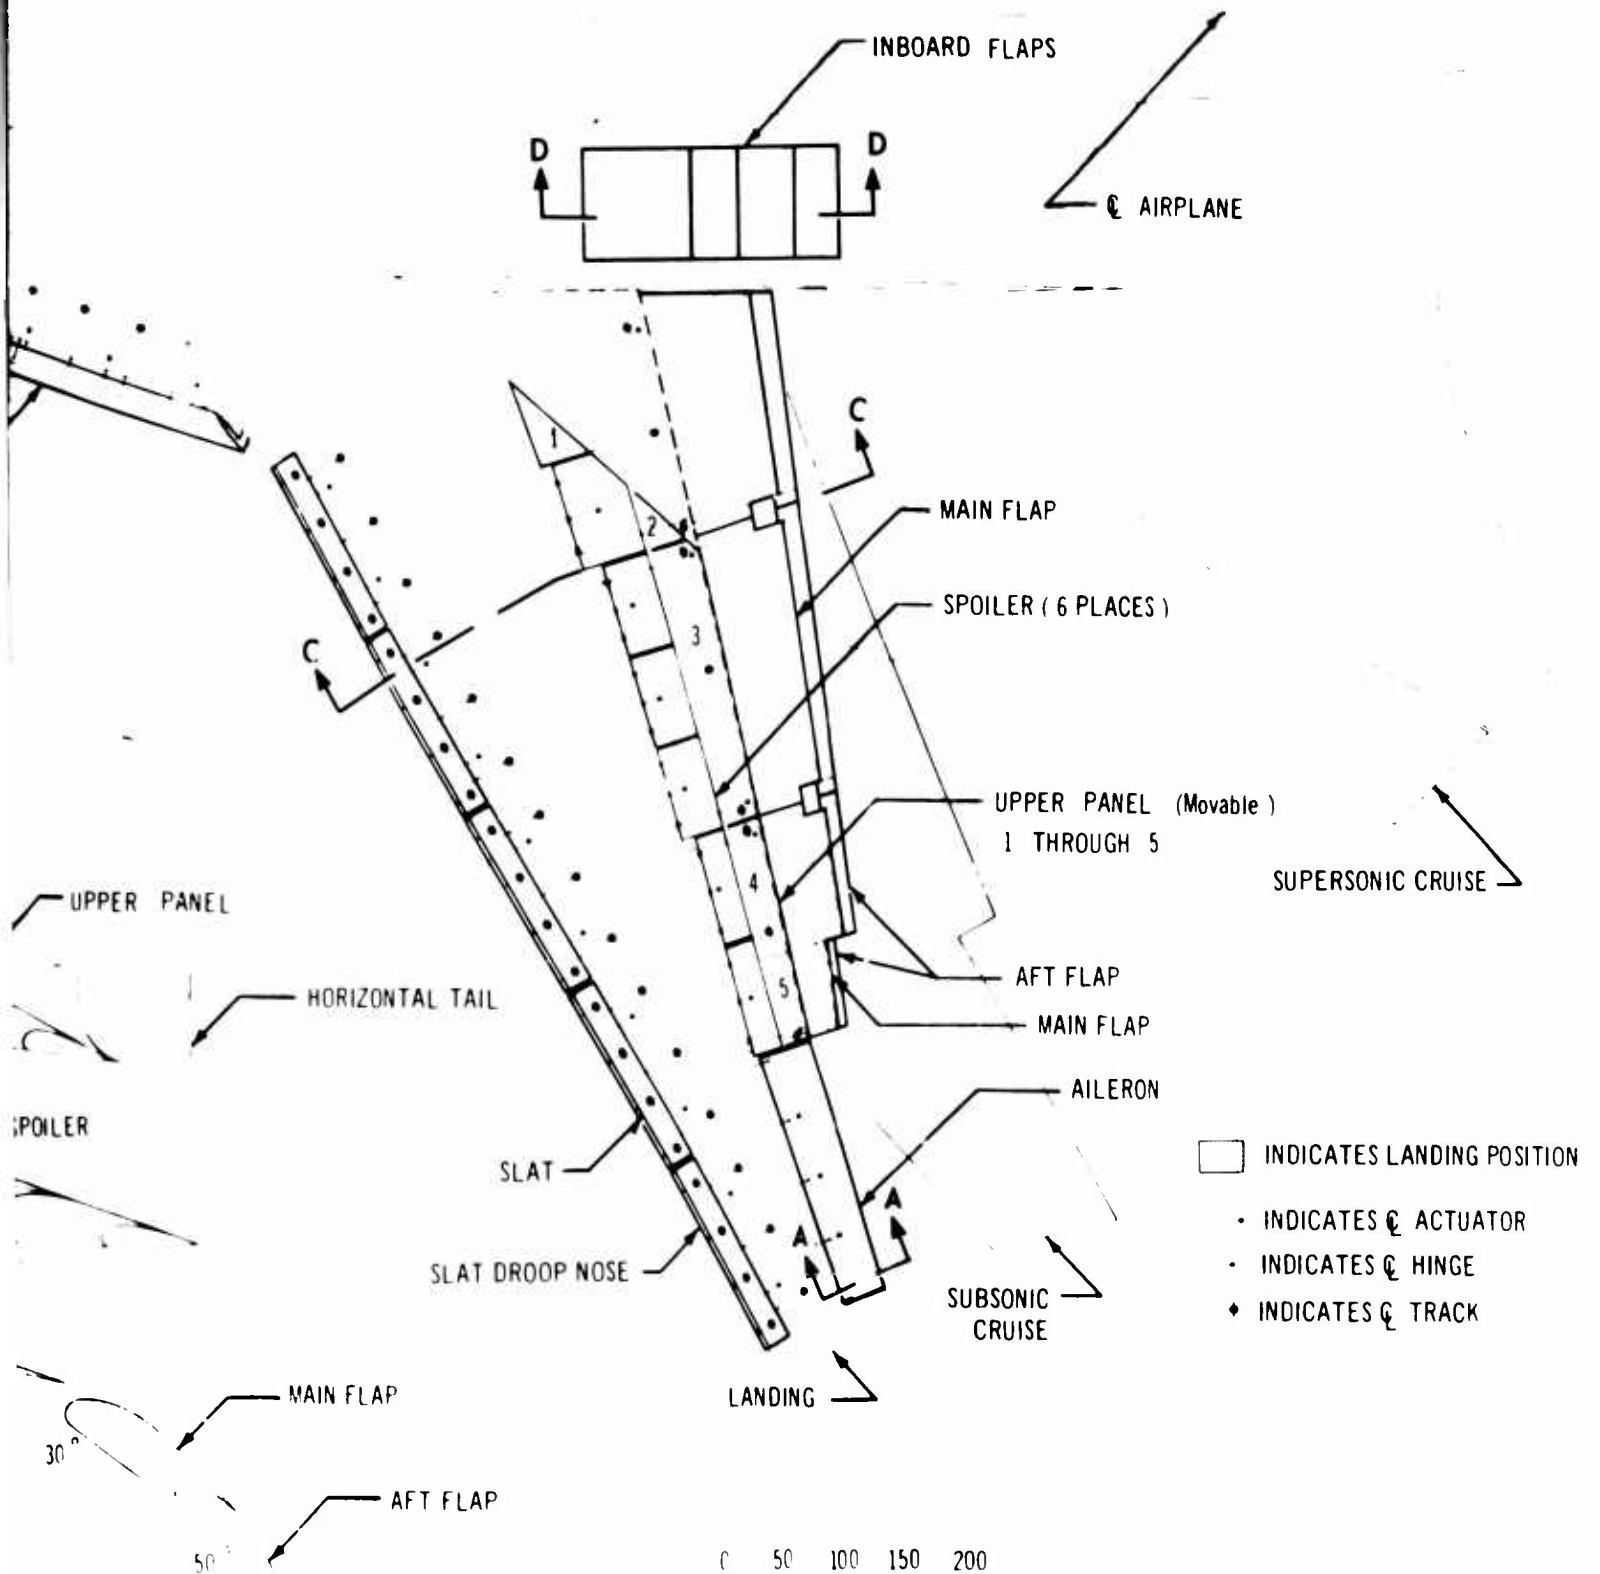 INBOARD FLAPS
D
D
℄ AIRPLANE
1
C
2
MAIN FLAP
SPOILER ( 6 PLACES )
3
C
UPPER PANEL (Movable )
1 THROUGH 5
SUPERSONIC CRUISE
4
UPPER PANEL
AFT FLAP
5
HORIZONTAL TAIL
MAIN FLAP
AILERON
SPOILER
INDICATES LANDING POSITION
SLAT
A
A
INDICATES ℄ ACTUATOR
INDICATES ℄ HINGE
SLAT DROOP NOSE
SUBSONIC
CRUISE
INDICATES ℄ TRACK
LANDING
MAIN FLAP
30°
AFT FLAP
50°
0 50 100 150 200